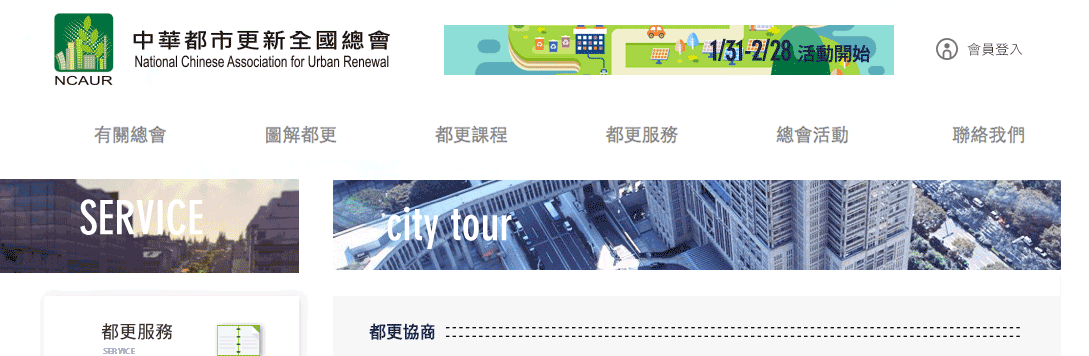 中華都市更新全國總會
National Chinese Association for Urban Renewal
NCAUR
1/31-2/28 活動開始
會員登入
有關總會
圖解都更
都更課程
都更服務
總會活動
聯絡我們
SERVICE
city tour
都更服務
SERVICE
都更協商